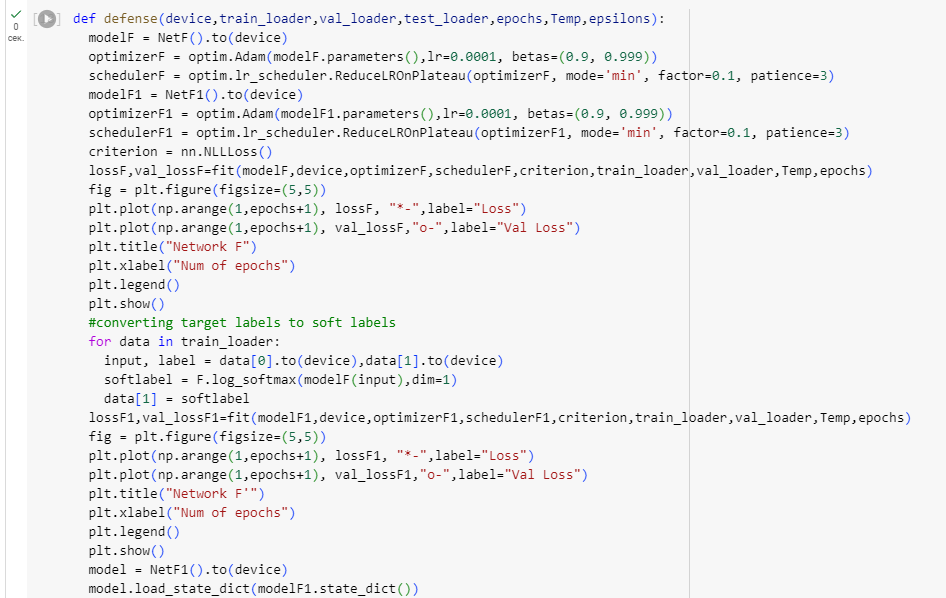 def defense(device,train_loader,val_loader,test_loader,epochs,Temp,epsilons):
0
сек.
  modelF = NetF().to(device)
  optimizerF = optim.Adam(modelF.parameters(),lr=0.0001, betas=(0.9, 0.999))
  schedulerF = optim.lr_scheduler.ReduceLROnPlateau(optimizerF, mode='min', factor=0.1, patience=3)
  modelF1 = NetF1().to(device)
  optimizerF1 = optim.Adam(modelF1.parameters(),lr=0.0001, betas=(0.9, 0.999))
  schedulerF1 = optim.lr_scheduler.ReduceLROnPlateau(optimizerF1, mode='min', factor=0.1, patience=3)
  criterion = nn.NLLLoss()
  lossF,val_lossF=fit(modelF,device,optimizerF,schedulerF,criterion,train_loader,val_loader,Temp,epochs)
  fig = plt.figure(figsize=(5,5))
  plt.plot(np.arange(1,epochs+1), lossF, "*-",label="Loss")
  plt.plot(np.arange(1,epochs+1), val_lossF,"o-",label="Val Loss")
  plt.title("Network F")
  plt.xlabel("Num of epochs")
  plt.legend()
  plt.show()
  #converting target labels to soft labels
  for data in train_loader:
    input, label = data[0].to(device),data[1].to(device)
    softlabel = F.log_softmax(modelF(input),dim=1)
    data[1] = softlabel
  lossF1,val_lossF1=fit(modelF1,device,optimizerF1,schedulerF1,criterion,train_loader,val_loader,Temp,epochs)
  fig = plt.figure(figsize=(5,5))
  plt.plot(np.arange(1,epochs+1), lossF1, "*-",label="Loss")
  plt.plot(np.arange(1,epochs+1), val_lossF1,"o-",label="Val Loss")
  plt.title("Network F'")
  plt.xlabel("Num of epochs")
  plt.legend()
  plt.show()
  model = NetF1().to(device)
  model.load_state_dict(modelF1.state_dict())